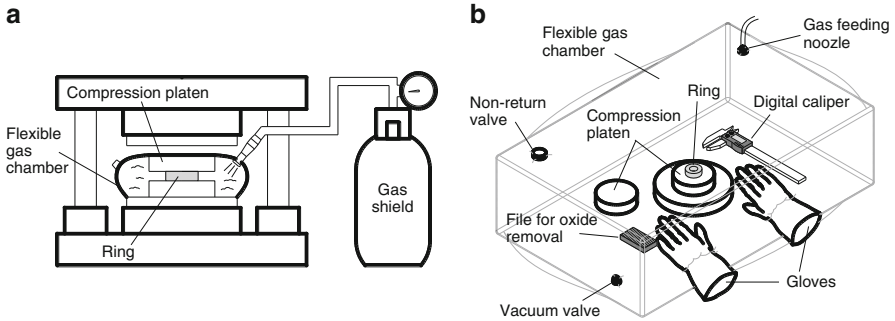 a
Compression platen
Flexible
gas
chamber
Ring
Gas
shield
b
Flexible gas
chamber
Gas feeding
noozle
Non-return
valve
Compression
platen
Ring
Digital caliper
File for oxide
removal
Vacuum valve
Gloves